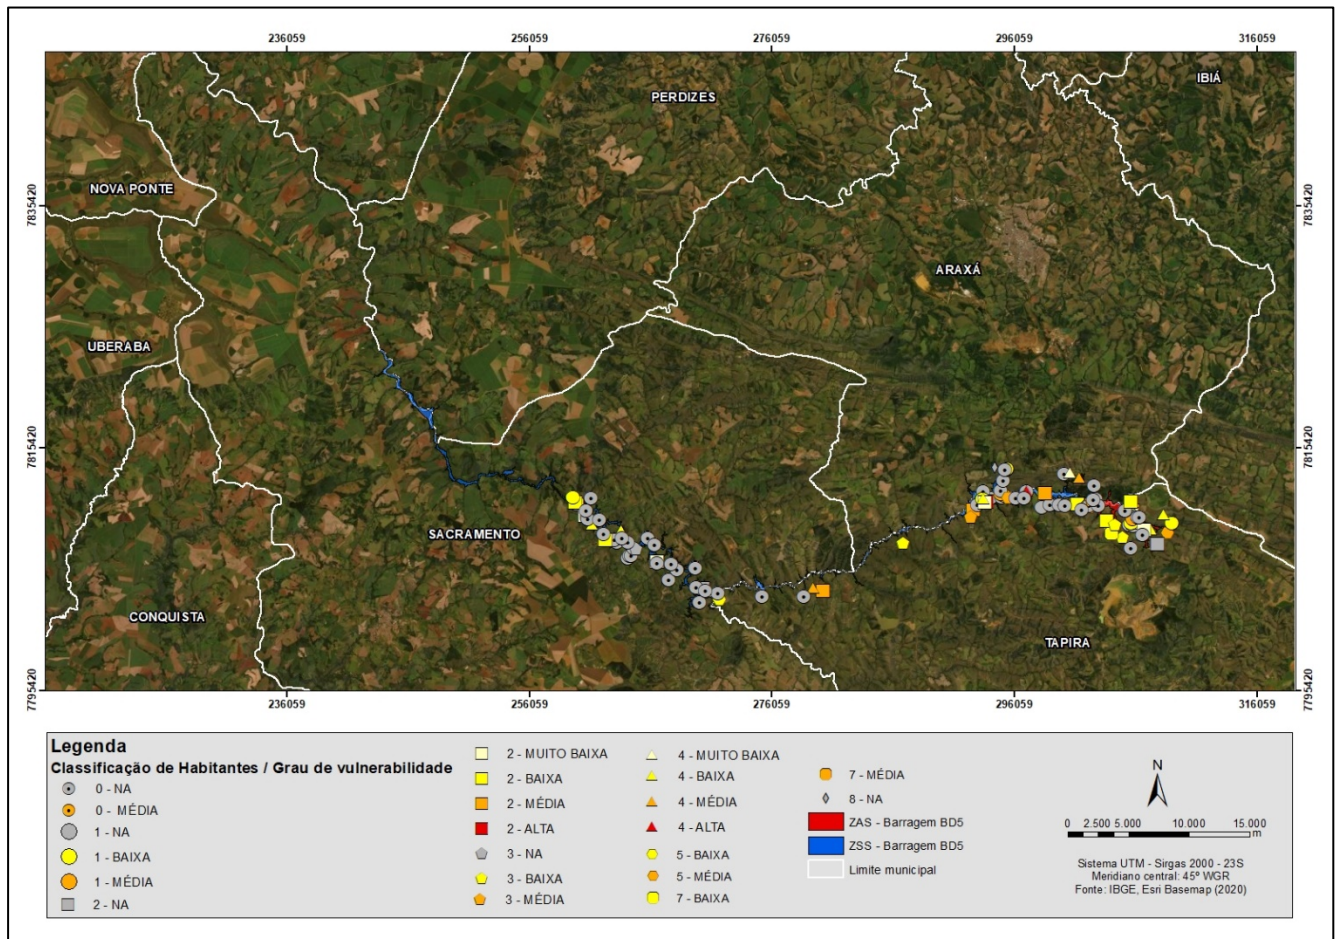 236059 256059 276059 296059 316059
IBIÁ
PERDIZES
NOVA PONTE
7835420 7835420
ARAXÁ
UBERABA
7815420 7815420
SACRAMENTO
CONQUISTA
TAPIRA
7795420 7795420
236059 256059 276059 296059 316059
Legenda
Classificação de Habitantes / Grau de vulnerabilidade
0 - NA
0 - MÉDIA
1 - NA
1 - BAIXA
1 - MÉDIA
2 - NA
2 - MUITO BAIXA
2 - BAIXA
2 - MÉDIA
2 - ALTA
3 - NA
3 - BAIXA
3 - MÉDIA
4 - MUITO BAIXA
4 - BAIXA
4 - MÉDIA
4 - ALTA
5 - BAIXA
5 - MÉDIA
7 - BAIXA
7 - MÉDIA
8 - NA
ZAS - Barragem BD5
ZSS - Barragem BD5
Limite municipal
N
0 2.500 5.000 10.000 15.000
m
Sistema UTM - Sirgas 2000 - 23S
Meridiano central: 45º WGR
Fonte: IBGE, Esri Basemap (2020)